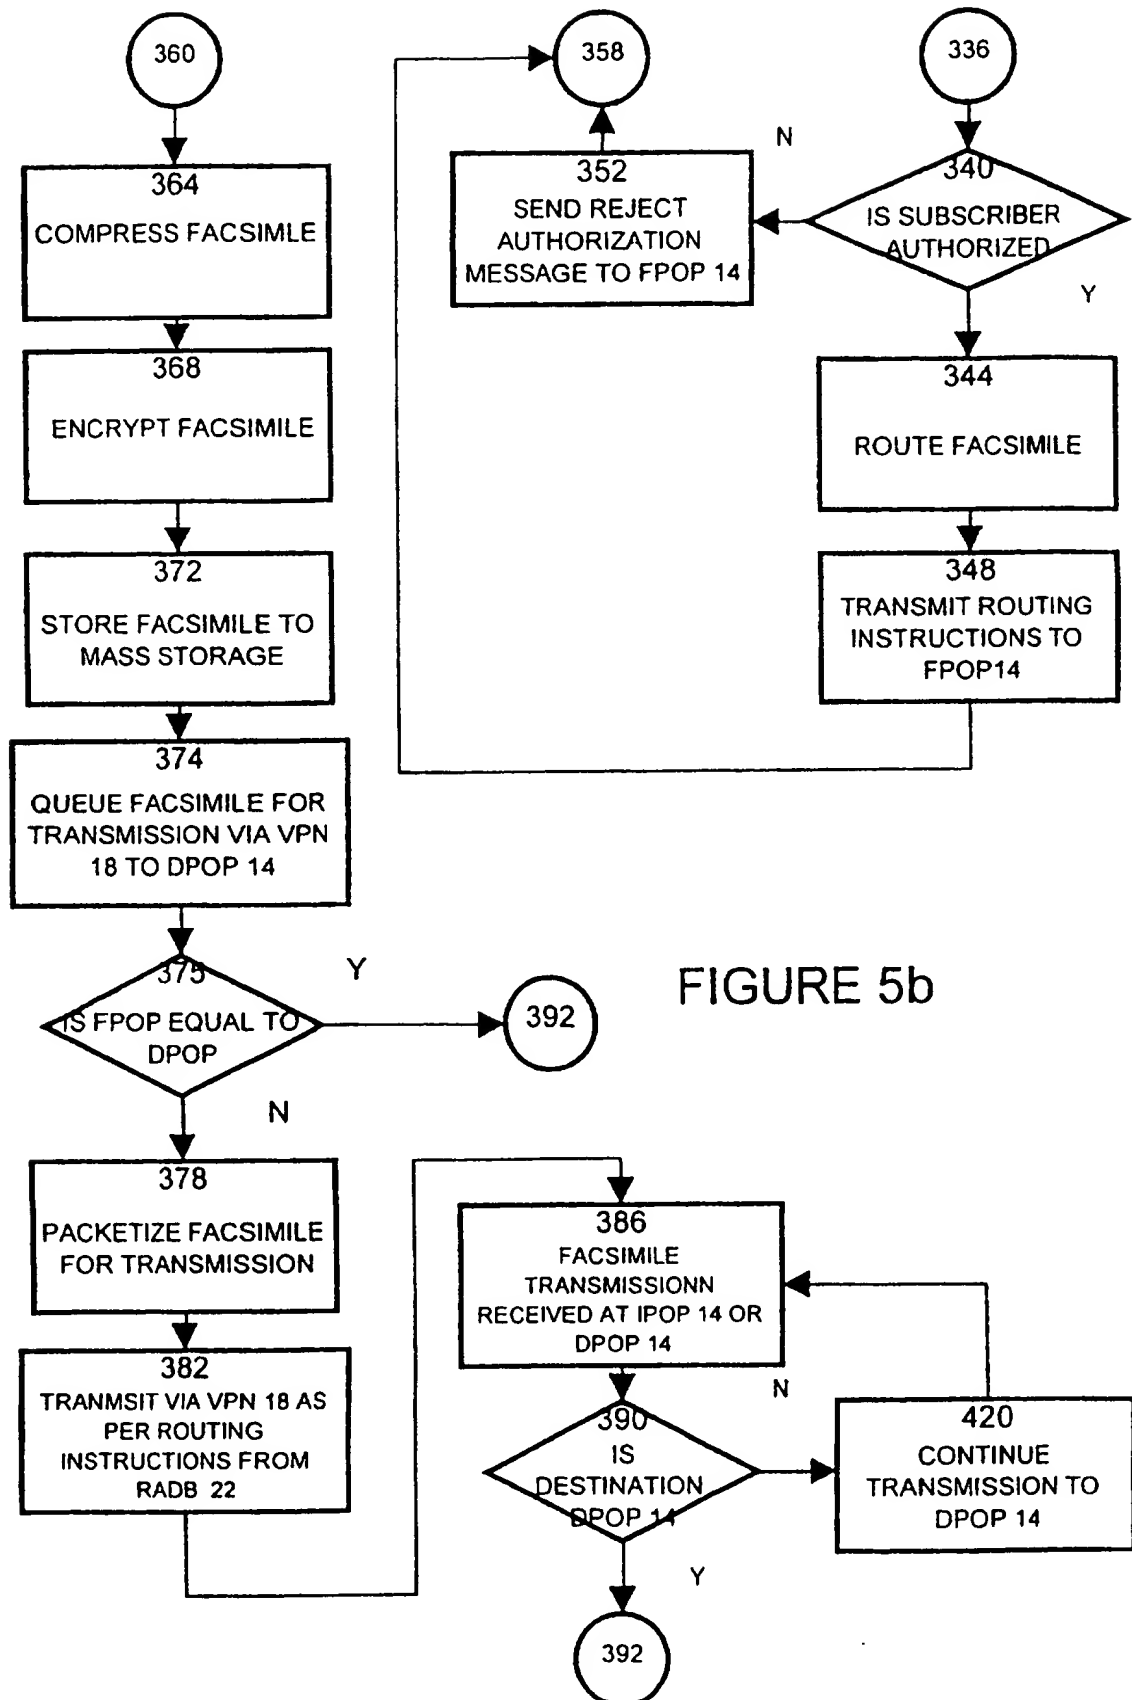 360
364
COMPRESS FACSIMLE
368
ENCRYPT FACSIMILE
372
STORE FACSIMILE TO
MASS STORAGE
374
QUEUE FACSIMILE FOR
TRANSMISSION VIA VPN
18 TO DPOP 14
375
IS FPOP EQUAL TO
DPOP
Y
392
N
378
PACKETIZE FACSIMILE
FOR TRANSMISSION
382
TRANMSIT VIA VPN 18 AS
PER ROUTING
INSTRUCTIONS FROM
RADB 22
358
352
SEND REJECT
AUTHORIZATION
MESSAGE TO FPOP 14
N
336
340
IS SUBSCRIBER
AUTHORIZED
Y
344
ROUTE FACSIMILE
348
TRANSMIT ROUTING
INSTRUCTIONS TO
FPOP14
FIGURE 5b
386
FACSIMILE
TRANSMISSIONN
RECEIVED AT IPOP 14 OR
DPOP 14
N
390
IS
DESTINATION
DPOP 14
420
CONTINUE
TRANSMISSION TO
DPOP 14
Y
392